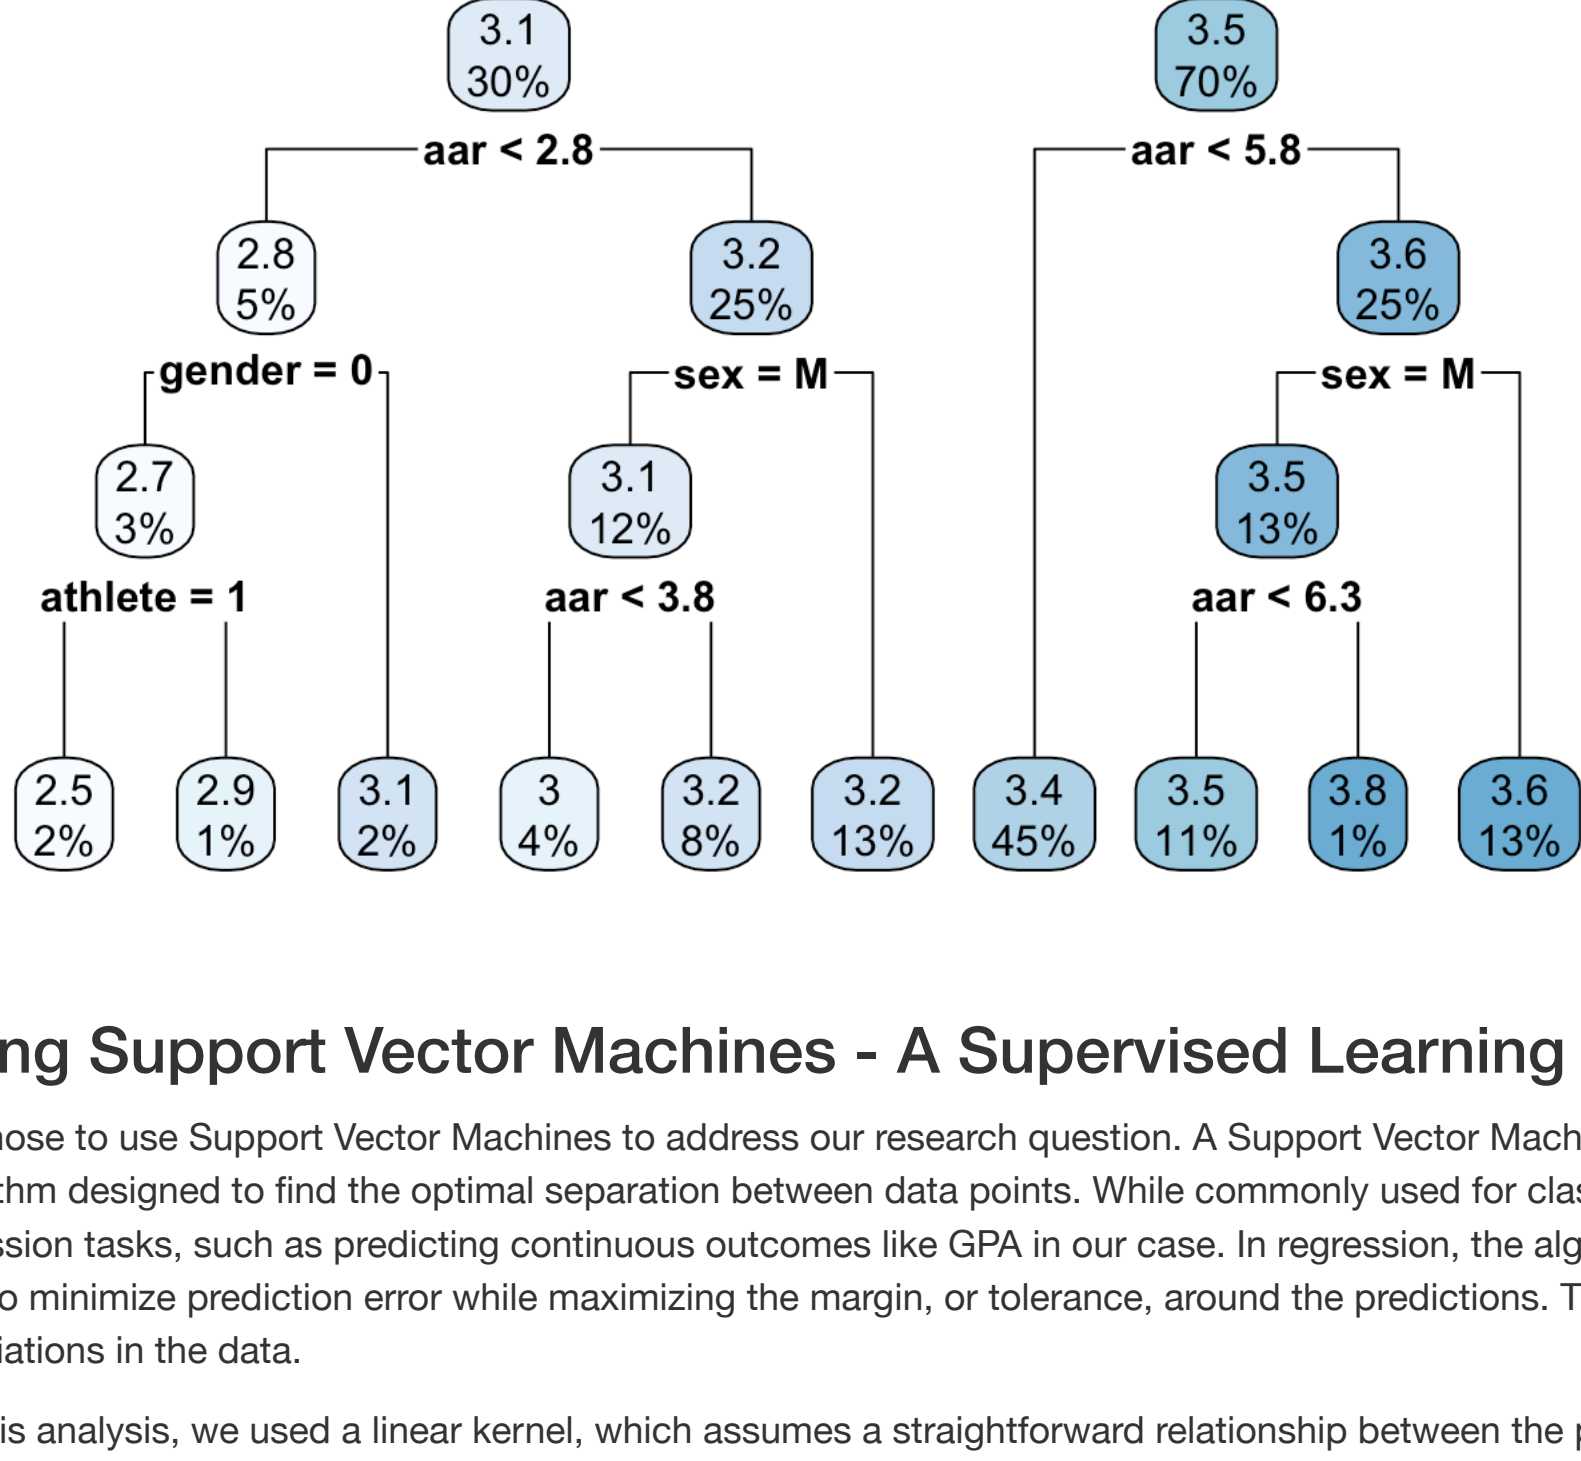 3.1 3.5
30% 70%
aar < 2.8 aar < 5.8
2.8 3.2 3.6
5% 25% 25%
gender = 0 sex = M sex = M
2.7 3.1 3.5
3% 12% 13%
athlete = 1 aar < 3.8 aar < 6.3
2.5 2.9 3.1 3 3.2 3.2 3.4 3.5 3.8 3.6
2% 1% 2% 4% 8% 13% 45% 11% 1% 13%
ng Support Vector Machines - A Supervised Learning
ose to use Support Vector Machines to address our research question. A Support Vector Mach
thm designed to find the optimal separation between data points. While commonly used for clas
ssion tasks, such as predicting continuous outcomes like GPA in our case. In regression, the alg
o minimize prediction error while maximizing the margin, or tolerance, around the predictions. T
iations in the data.
is analysis, we used a linear kernel, which assumes a straightforward relationship between the p